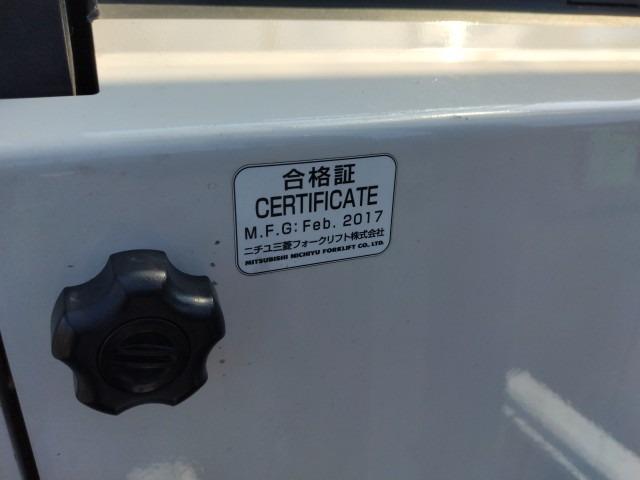 合格証
CERTIFICATE
M.F.G: Feb. 2017
ニチユ三菱フォークリフト株式会社
MITSUBISHI NICHIYU FORKLIFT CO., LTD.